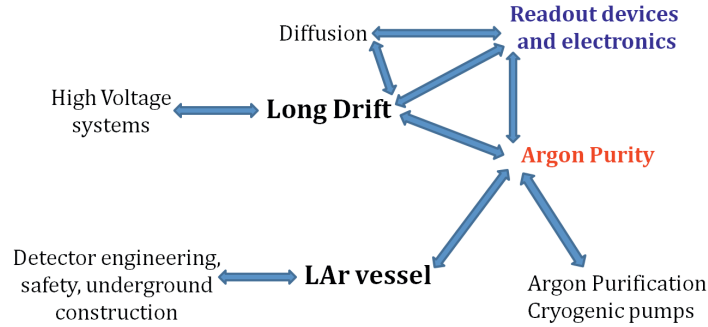 Diffusion
Readout devices
and electronics
High Voltage
systems
Long Drift
Argon Purity
Detector engineering,
safety, underground
construction
LAr vessel
Argon Purification
Cryogenic pumps